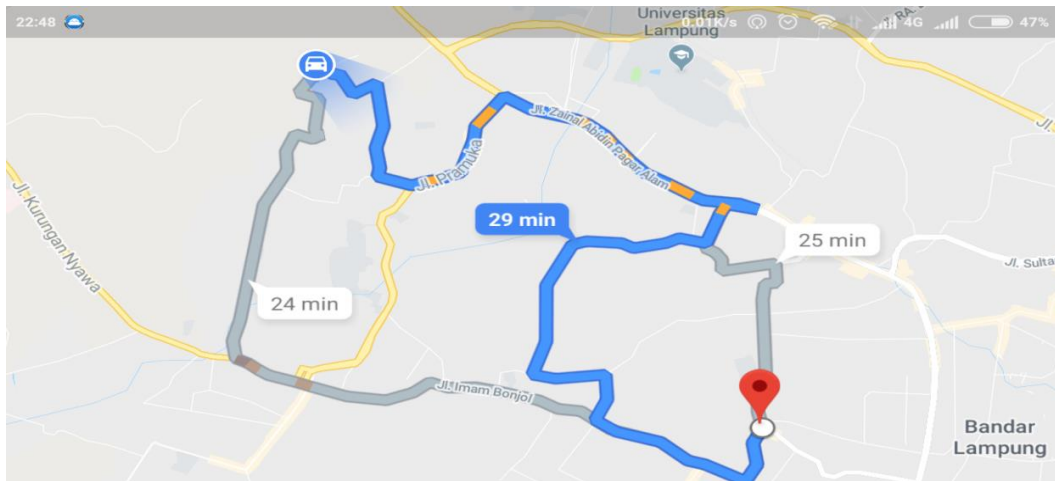 22:48
0.01K/s
4G
47%
Universitas
Lampung
Jl. Zainal Abidin Pagar Alam
Jl. Pramuka
Jl. Kurungan Nyawa
29 min
25 min
Jl. Sulta
24 min
Jl. Imam Bonjol
Bandar
Lampung